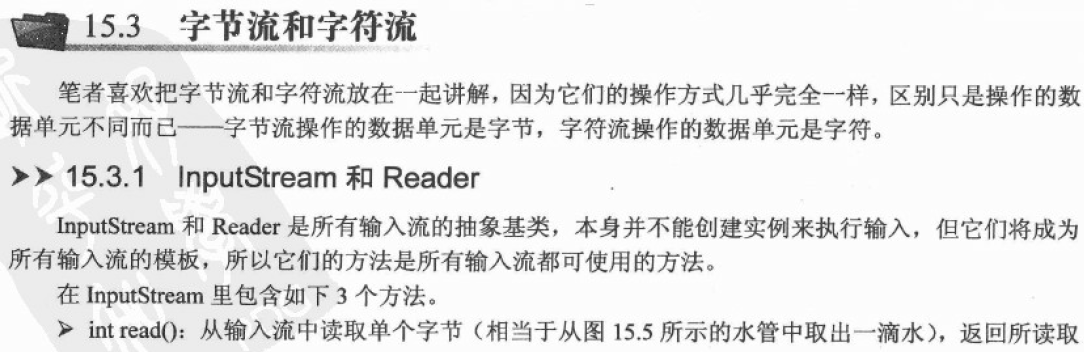 15.3 字节流和字符流
笔者喜欢把字节流和字符流放在一起讲解，因为它们的操作方式几乎完全一样，区别只是操作的数
据单元不同而已——字节流操作的数据单元是字节，字符流操作的数据单元是字符。
15.3.1 InputStream 和 Reader
InputStream 和 Reader 是所有输入流的抽象基类，本身并不能创建实例来执行输入，但它们将成为
所有输入流的模板，所以它们的方法是所有输入流都可使用的方法。
在 InputStream 里包含如下 3 个方法。
int read()：从输入流中读取单个字节（相当于从图 15.5 所示的水管中取出一滴水），返回所读取